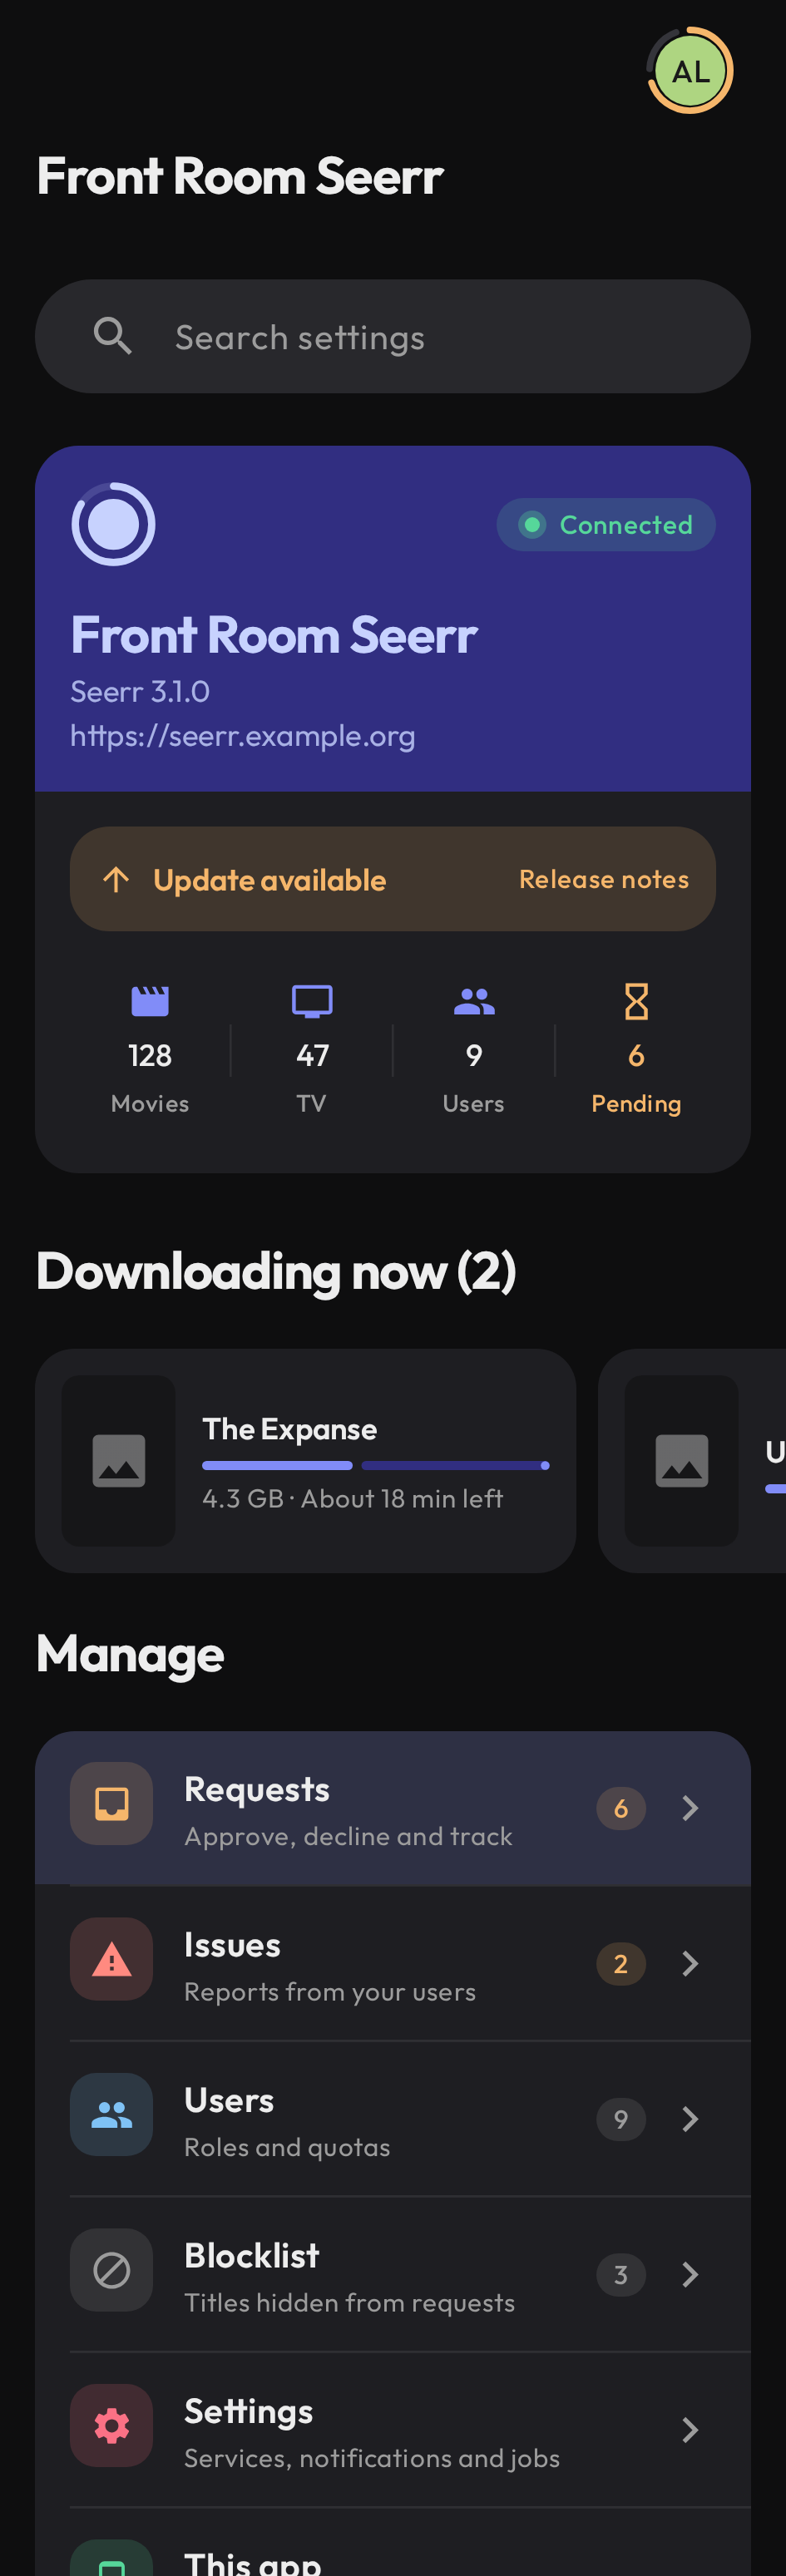 AL
Front Room Seerr
Search settings
Connected
Front Room Seerr
Seerr 3.1.0
https://seerr.example.org
Update available
Release notes
128
47
9
6
Movies
TV
Users
Pending
Downloading now (2)
The Expanse
4.3 GB · About 18 min left
Manage
Requests
Approve, decline and track
6
Issues
Reports from your users
2
Users
Roles and quotas
9
Blocklist
Titles hidden from requests
3
Settings
Services, notifications and jobs
This app